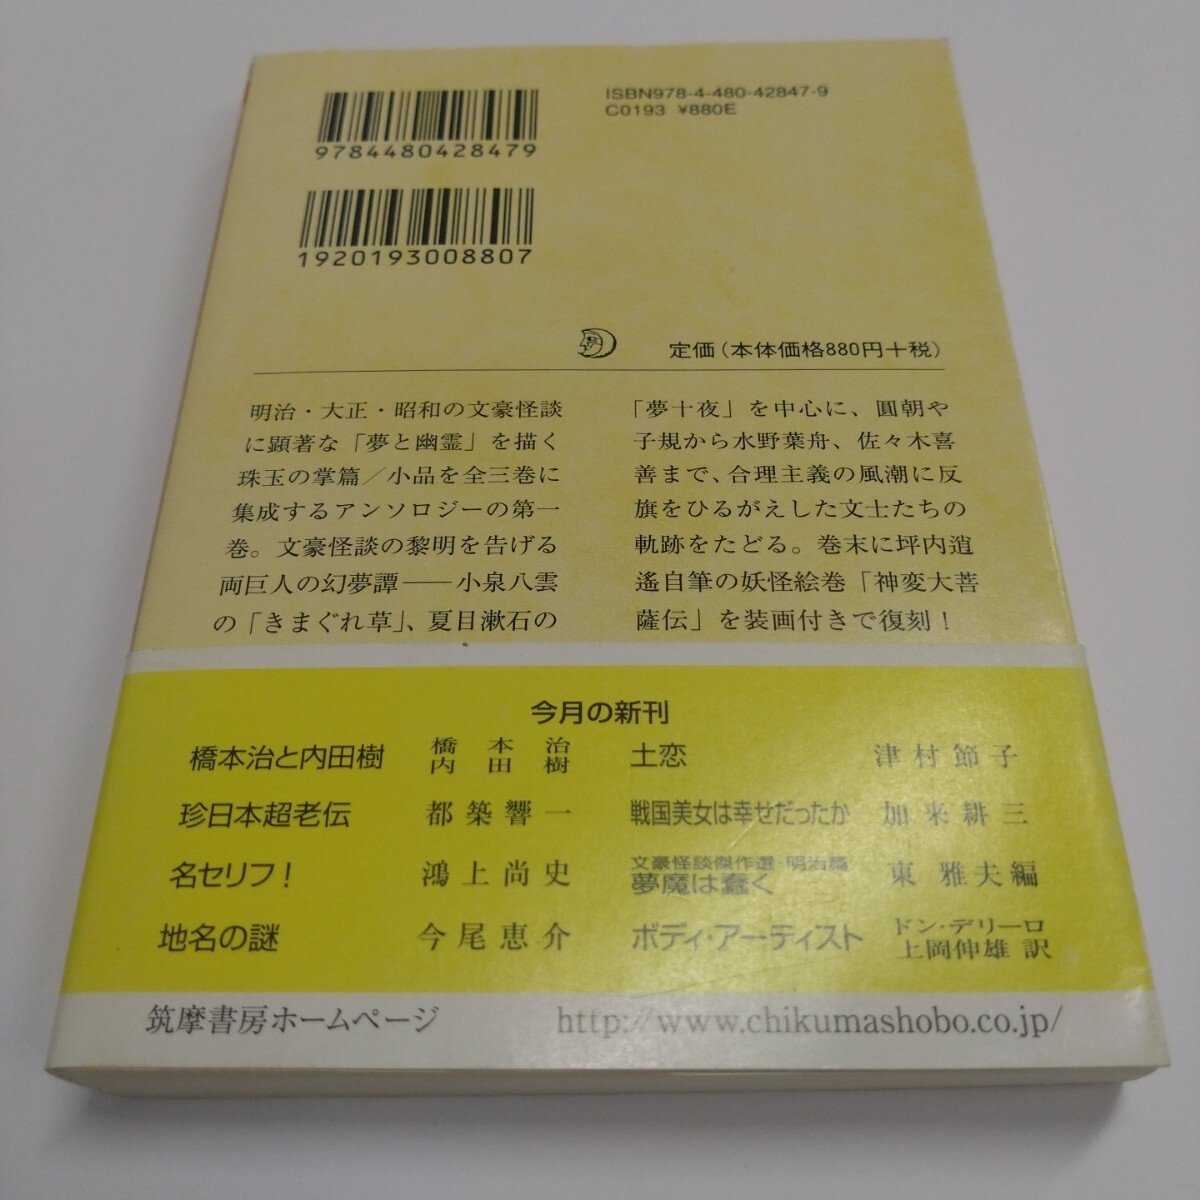 ISBN978-4-480-42847-9
C0193 ¥880E
9784480428479
1920193008807
定価(本体価格880円+税)
明治・大正・昭和の文豪怪談
に顕著な「夢と幽霊」を描く
珠玉の掌篇／小品を全三巻に
集成するアンソロジーの第一
巻。文豪怪談の黎明を告げる
両巨人の幻夢譚――小泉八雲
の「きまぐれ草」、夏目漱石の
「夢十夜」を中心に、圓朝や
子規から水野葉舟、佐々木喜
善まで、合理主義の風潮に反
旗をひるがえした文士たちの
軌跡をたどる。巻末に坪内逍
遙自筆の妖怪絵巻「神変大菩
薩伝」を装画付きで復刻！
今月の新刊
橋本治と内田樹 橋本治
内田樹
珍日本超老伝 都築響一
名セリフ！ 鴻上尚史
地名の謎 今尾恵介
土恋 津村節子
戦国美女は幸せだったか 加来耕三
文豪怪談傑作選・明治篇
夢魔は蠢く 東雅夫編
ボディ・アーティスト ドン・デリーロ
上岡伸雄 訳
筑摩書房ホームページ http://www.chikumashobo.co.jp/